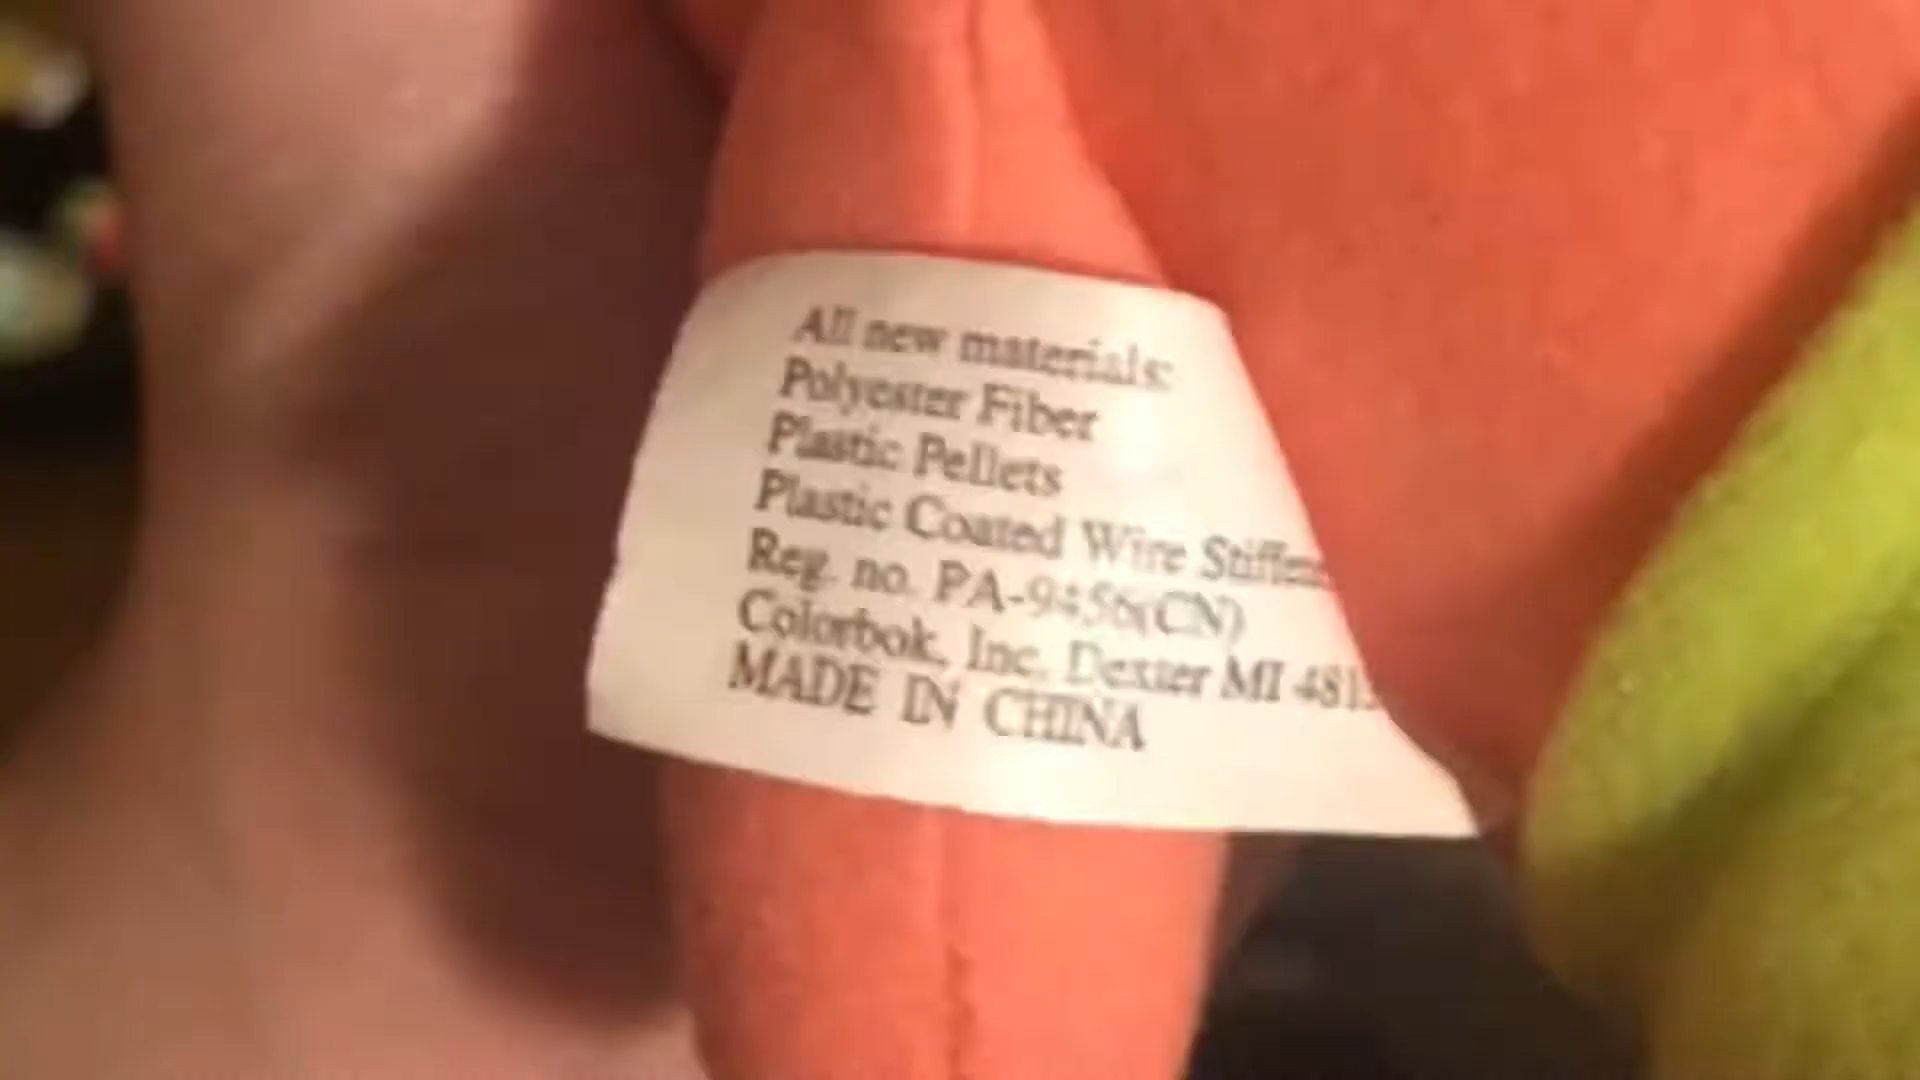 All new materials:
Polyester Fiber
Plastic Pellets
Plastic Coated Wire
Reg. no. PA-9456(CN)
Colorbok, Inc. Dexter MI
MADE IN CHINA